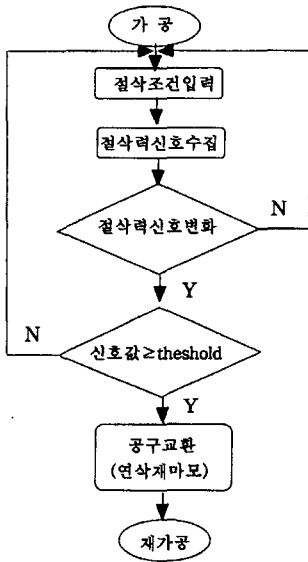 가 공
절삭조건입력
절삭력신호수집
절삭력신호변화
N
Y
N
신호값≥theshold
Y
공구교환
(연삭재마모)
재가공